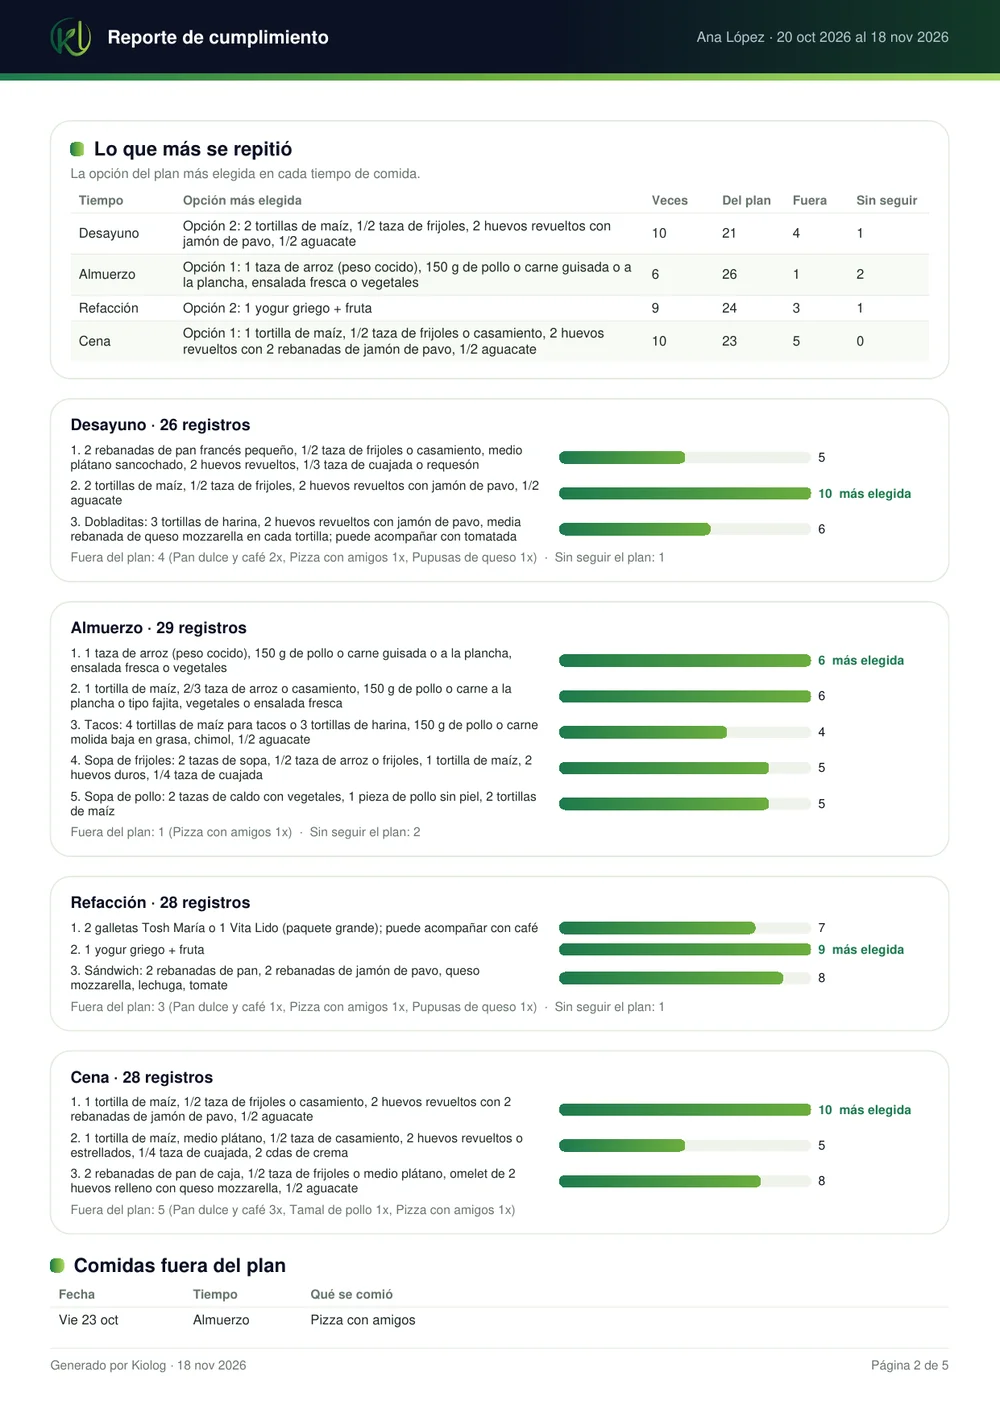 Reporte de cumplimiento
Ana López · 20 oct 2026 al 18 nov 2026
Lo que más se repitió
La opción del plan más elegida en cada tiempo de comida.
Tiempo Opción más elegida Veces Del plan Fuera Sin seguir
Desayuno Opción 2: 2 tortillas de maíz, 1/2 taza de frijoles, 2 huevos revueltos con jamón de pavo, 1/2 aguacate 10 21 4 1
Almuerzo Opción 1: 1 taza de arroz (peso cocido), 150 g de pollo o carne guisada o a la plancha, ensalada fresca o vegetales 6 26 1 2
Refacción Opción 2: 1 yogur griego + fruta 9 24 3 1
Cena Opción 1: 1 tortilla de maíz, 1/2 taza de frijoles o casamiento, 2 huevos revueltos con 2 rebanadas de jamón de pavo, 1/2 aguacate 10 23 5 0
Desayuno · 26 registros
1. 2 rebanadas de pan francés pequeño, 1/2 taza de frijoles o casamiento, medio
plátano sancochado, 2 huevos revueltos, 1/3 taza de cuajada o requesón
5
2. 2 tortillas de maíz, 1/2 taza de frijoles, 2 huevos revueltos con jamón de pavo, 1/2
aguacate
10 más elegida
3. Dobladitas: 3 tortillas de harina, 2 huevos revueltos con jamón de pavo, media
rebanada de queso mozzarella en cada tortilla; puede acompañar con tomatada
6
Fuera del plan: 4 (Pan dulce y café 2x, Pizza con amigos 1x, Pupusas de queso 1x) · Sin seguir el plan: 1
Almuerzo · 29 registros
1. 1 taza de arroz (peso cocido), 150 g de pollo o carne guisada o a la plancha,
ensalada fresca o vegetales
6 más elegida
2. 1 tortilla de maíz, 2/3 taza de arroz o casamiento, 150 g de pollo o carne a la
plancha o tipo fajita, vegetales o ensalada fresca
6
3. Tacos: 4 tortillas de maíz para tacos o 3 tortillas de harina, 150 g de pollo o carne
molida baja en grasa, chimol, 1/2 aguacate
4
4. Sopa de frijoles: 2 tazas de sopa, 1/2 taza de arroz o frijoles, 1 tortilla de maíz, 2
huevos duros, 1/4 taza de cuajada
5
5. Sopa de pollo: 2 tazas de caldo con vegetales, 1 pieza de pollo sin piel, 2 tortillas
de maíz
5
Fuera del plan: 1 (Pizza con amigos 1x) · Sin seguir el plan: 2
Refacción · 28 registros
1. 2 galletas Tosh María o 1 Vita Lido (paquete grande); puede acompañar con café
7
2. 1 yogur griego + fruta
9 más elegida
3. Sándwich: 2 rebanadas de pan, 2 rebanadas de jamón de pavo, queso
mozzarella, lechuga, tomate
8
Fuera del plan: 3 (Pan dulce y café 1x, Pizza con amigos 1x, Pupusas de queso 1x) · Sin seguir el plan: 1
Cena · 28 registros
1. 1 tortilla de maíz, 1/2 taza de frijoles o casamiento, 2 huevos revueltos con 2
rebanadas de jamón de pavo, 1/2 aguacate
10 más elegida
2. 1 tortilla de maíz, medio plátano, 1/2 taza de casamiento, 2 huevos revueltos o
estrellados, 1/4 taza de cuajada, 2 cdas de crema
5
3. 2 rebanadas de pan de caja, 1/2 taza de frijoles o medio plátano, omelet de 2
huevos relleno con queso mozzarella, 1/2 aguacate
8
Fuera del plan: 5 (Pan dulce y café 3x, Tamal de pollo 1x, Pizza con amigos 1x)
Comidas fuera del plan
Fecha Tiempo Qué se comió
Vie 23 oct Almuerzo Pizza con amigos
Generado por Kiolog · 18 nov 2026
Página 2 de 5